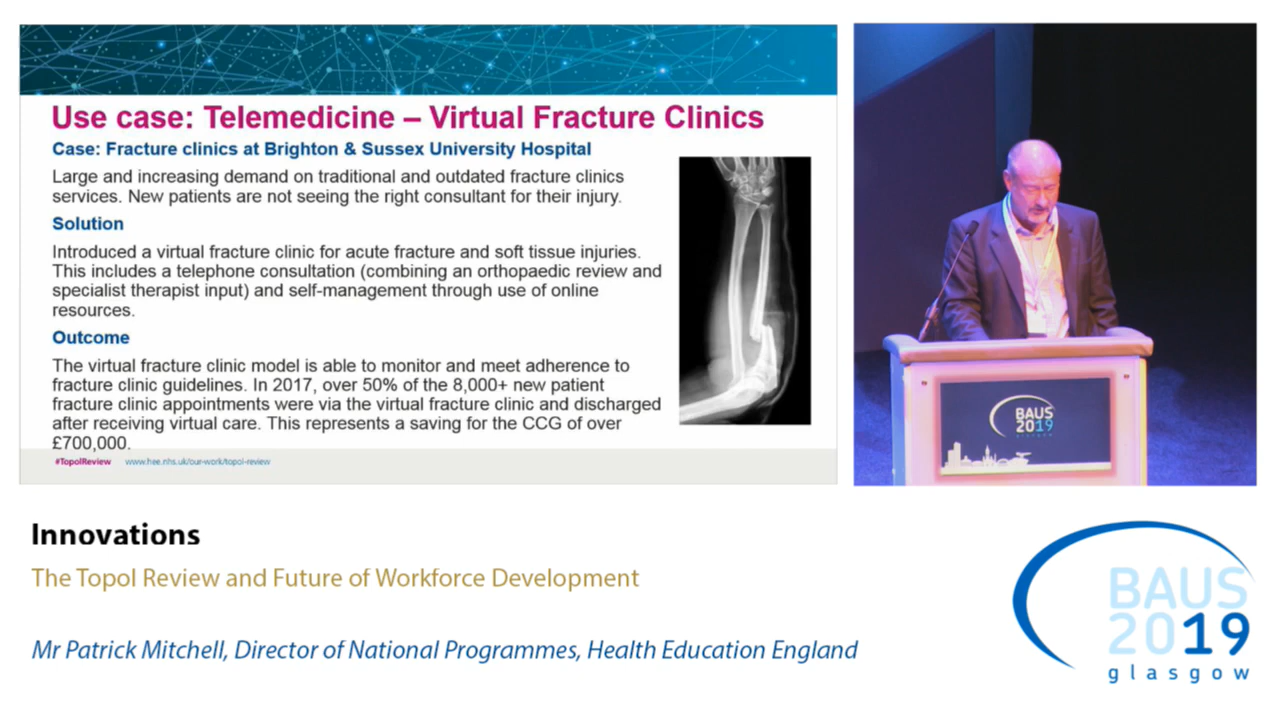 Use case: Telemedicine – Virtual Fracture Clinics
Case: Fracture clinics at Brighton & Sussex University Hospital
Large and increasing demand on traditional and outdated fracture clinics
services. New patients are not seeing the right consultant for their injury.
Solution
Introduced a virtual fracture clinic for acute fracture and soft tissue injuries.
This includes a telephone consultation (combining an orthopaedic review and
specialist therapist input) and self-management through use of online
resources.
Outcome
The virtual fracture clinic model is able to monitor and meet adherence to
fracture clinic guidelines. In 2017, over 50% of the 8,000+ new patient
fracture clinic appointments were via the virtual fracture clinic and discharged
after receiving virtual care. This represents a saving for the CCG of over
£700,000.
#TopolReview www.hee.nhs.uk/our-work/topol-review
BAUS
2019
glasgow
Innovations
The Topol Review and Future of Workforce Development
Mr Patrick Mitchell, Director of National Programmes, Health Education England
BAUS
2019
glasgow